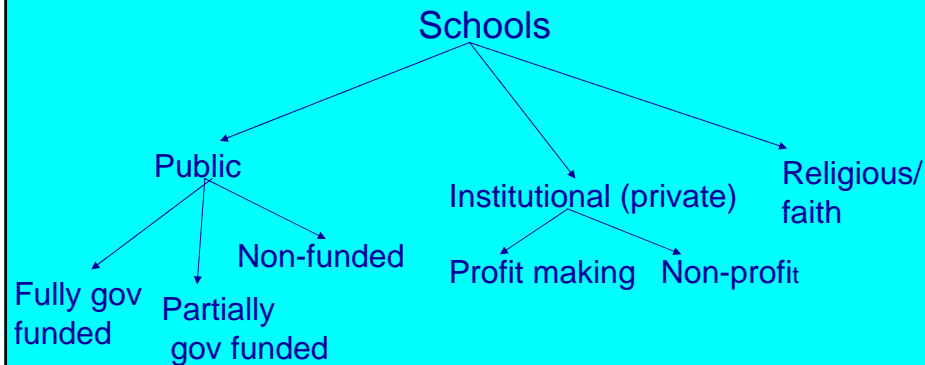 Schools
Public
Institutional (private)
Religious/
faith
Non-funded
Fully gov
funded
Partially
gov funded
Profit making
Non-profit